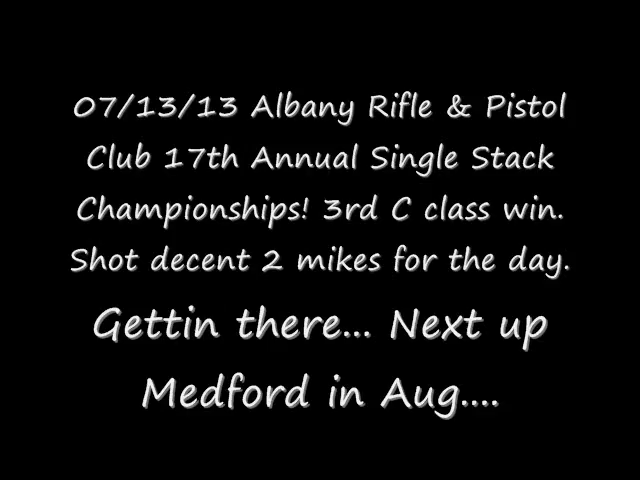 07/13/13 Albany Rifle & Pistol
Club 17th Annual Single Stack
Championships! 3rd C class win.
Shot decent 2 mikes for the day.
Gettin there... Next up
Medford in Aug....